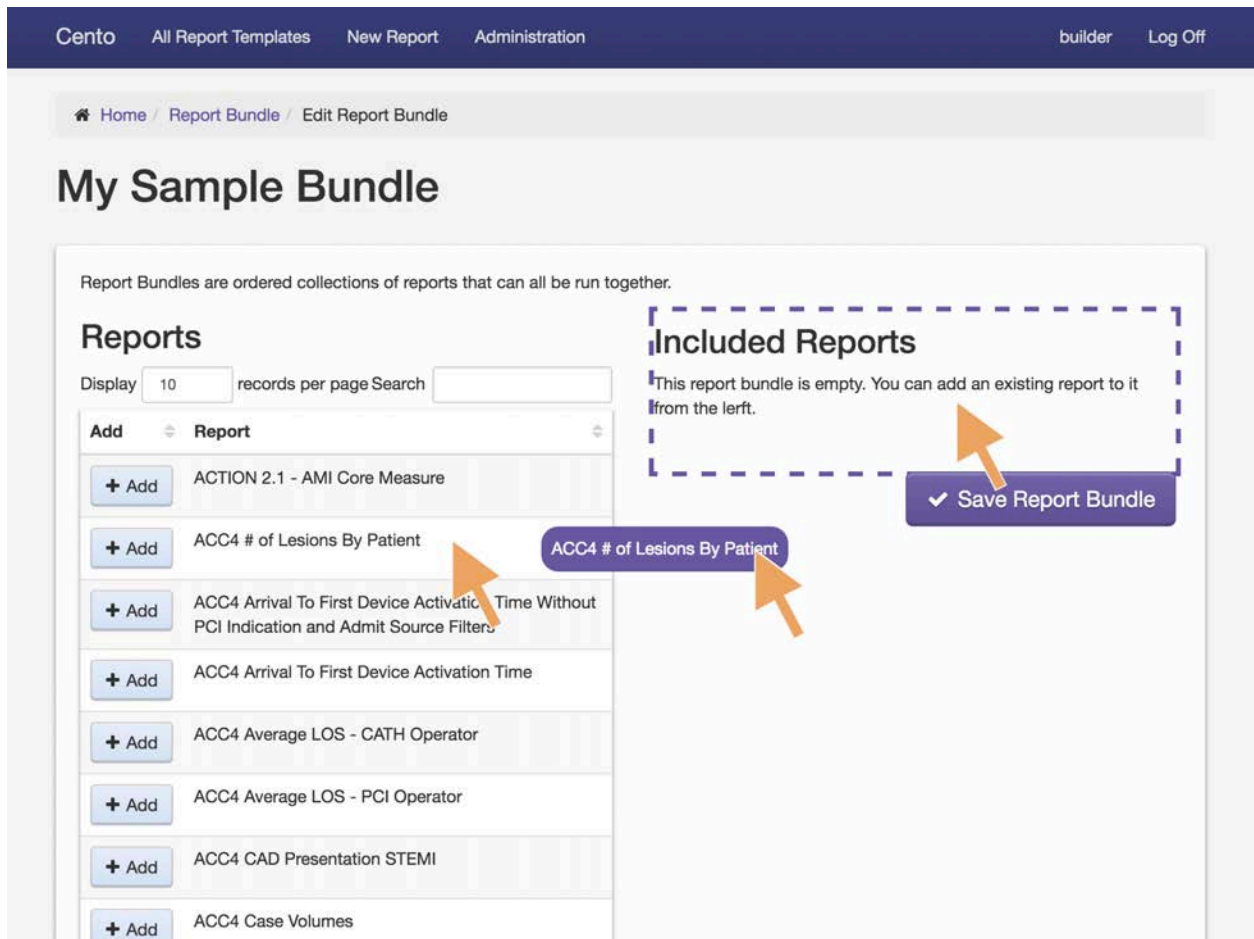 Cento All Report Templates New Report Administration builder Log Off
Home / Report Bundle / Edit Report Bundle
My Sample Bundle
Report Bundles are ordered collections of reports that can all be run together.
Reports
Display 10 records per page Search
Add Report
+ Add ACTION 2.1 - AMI Core Measure
+ Add ACC4 # of Lesions By Patient
+ Add ACC4 Arrival To First Device Activation Time Without
PCI Indication and Admit Source Filters
+ Add ACC4 Arrival To First Device Activation Time
+ Add ACC4 Average LOS - CATH Operator
+ Add ACC4 Average LOS - PCI Operator
+ Add ACC4 CAD Presentation STEMI
+ Add ACC4 Case Volumes
Included Reports
This report bundle is empty. You can add an existing report to it
from the lerft.
Save Report Bundle
ACC4 # of Lesions By Patient